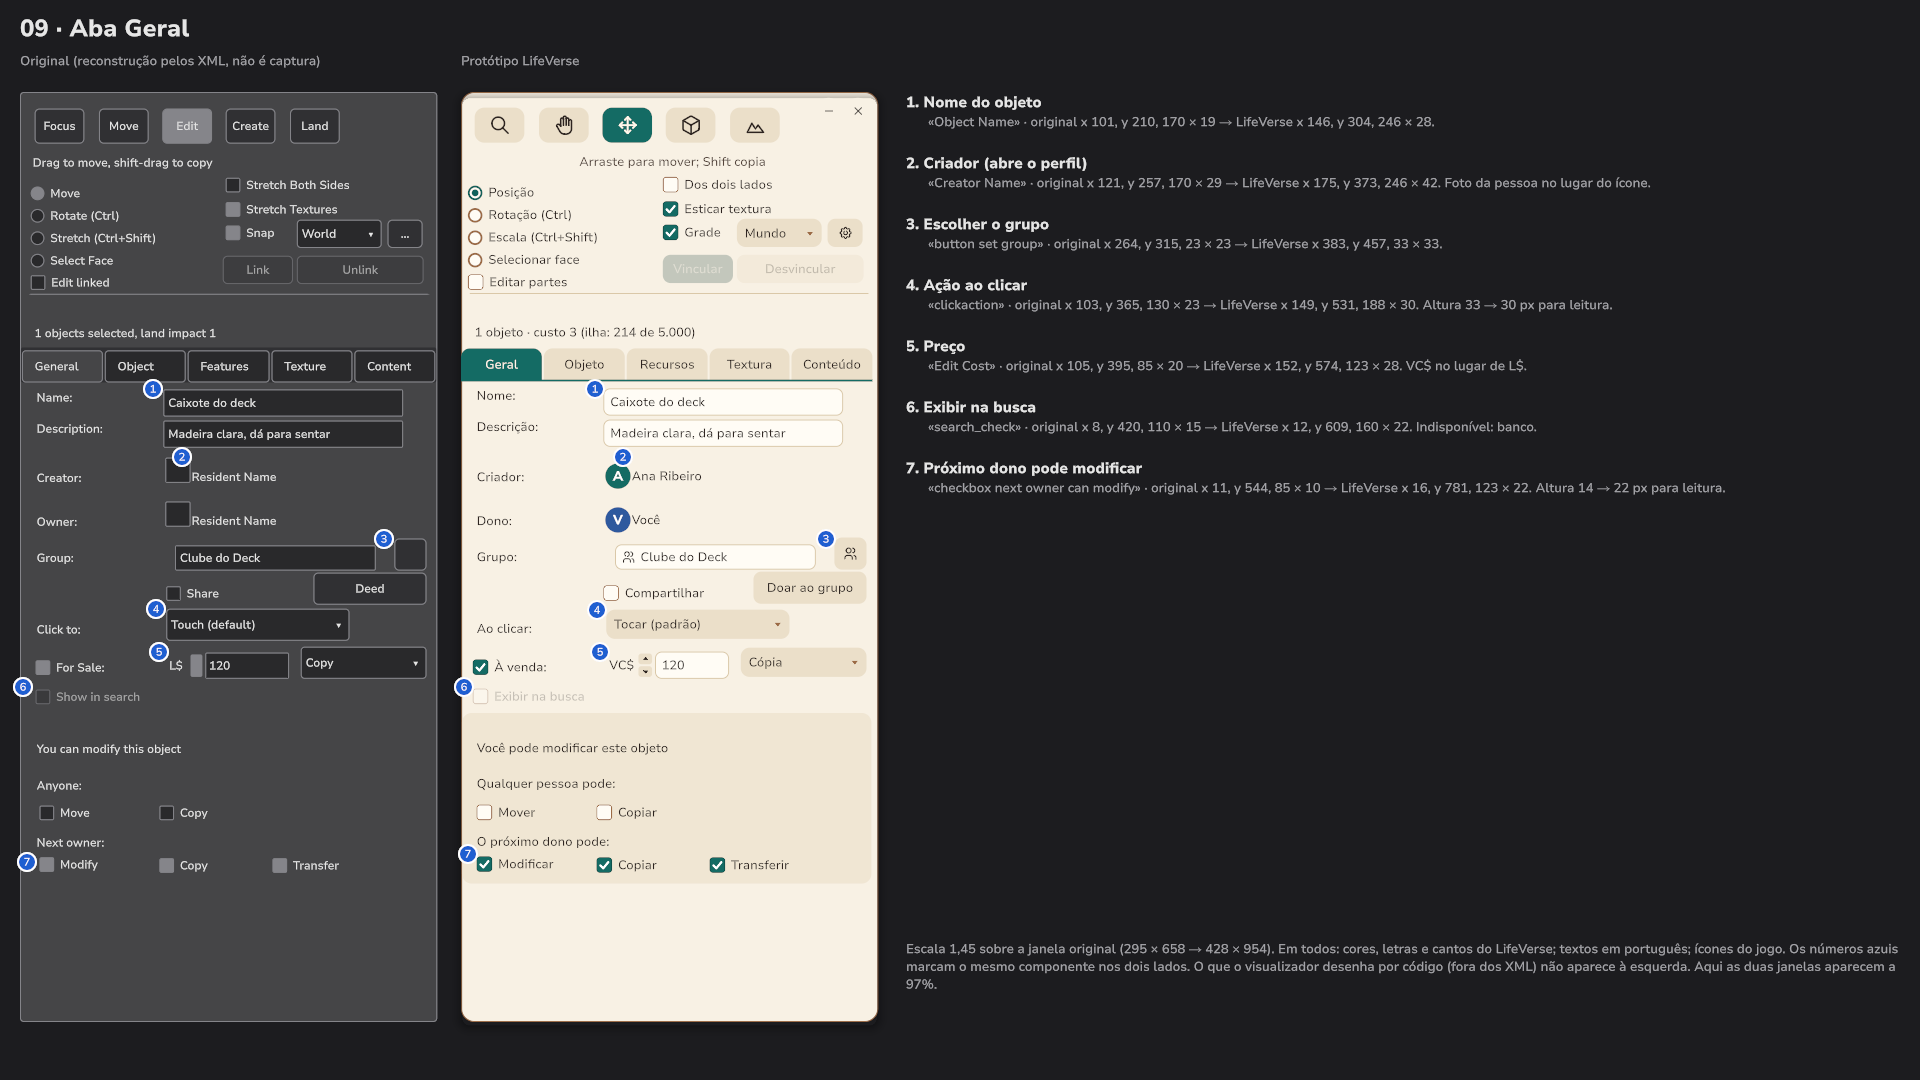 09 · Aba Geral
Original (reconstrução pelos XML, não é captura)
Focus Move Edit Create Land
Drag to move, shift-drag to copy
Move
Rotate (Ctrl)
Stretch (Ctrl+Shift)
Select Face
Edit linked
Stretch Both Sides
Stretch Textures
Snap World ...
Link Unlink
1 objects selected, land impact 1
General Object Features Texture Content
1
Name: Caixote do deck
Description: Madeira clara, dá para sentar
2
Creator: Resident Name
Owner: Resident Name
3
Group: Clube do Deck
Share Deed
4
Click to: Touch (default)
5
For Sale: L$ 120 Copy
6
Show in search
You can modify this object
Anyone:
Move Copy
Next owner:
7
Modify Copy Transfer
Protótipo LifeVerse
Arraste para mover; Shift copia
Posição
Rotação (Ctrl)
Escala (Ctrl+Shift)
Selecionar face
Editar partes
Dos dois lados
Esticar textura
Grade Mundo
Vincular Desvincular
1 objeto · custo 3 (ilha: 214 de 5.000)
Geral Objeto Recursos Textura Conteúdo
1
Nome: Caixote do deck
Descrição: Madeira clara, dá para sentar
2
Criador: A Ana Ribeiro
Dono: V Você
3
Grupo: Clube do Deck
Compartilhar Doar ao grupo
4
Ao clicar: Tocar (padrão)
5
À venda: VC$ 120 Cópia
6
Exibir na busca
Você pode modificar este objeto
Qualquer pessoa pode:
Mover Copiar
O próximo dono pode:
7
Modificar Copiar Transferir
1. Nome do objeto
«Object Name» · original x 101, y 210, 170 × 19 → LifeVerse x 146, y 304, 246 × 28.
2. Criador (abre o perfil)
«Creator Name» · original x 121, y 257, 170 × 29 → LifeVerse x 175, y 373, 246 × 42. Foto da pessoa no lugar do ícone.
3. Escolher o grupo
«button set group» · original x 264, y 315, 23 × 23 → LifeVerse x 383, y 457, 33 × 33.
4. Ação ao clicar
«clickaction» · original x 103, y 365, 130 × 23 → LifeVerse x 149, y 531, 188 × 30. Altura 33 → 30 px para leitura.
5. Preço
«Edit Cost» · original x 105, y 395, 85 × 20 → LifeVerse x 152, y 574, 123 × 28. VC$ no lugar de L$.
6. Exibir na busca
«search_check» · original x 8, y 420, 110 × 15 → LifeVerse x 12, y 609, 160 × 22. Indisponível: banco.
7. Próximo dono pode modificar
«checkbox next owner can modify» · original x 11, y 544, 85 × 10 → LifeVerse x 16, y 781, 123 × 22. Altura 14 → 22 px para leitura.
Escala 1,45 sobre a janela original (295 × 658 → 428 × 954). Em todos: cores, letras e cantos do LifeVerse; textos em português; ícones do jogo. Os números azuis
marcam o mesmo componente nos dois lados. O que o visualizador desenha por código (fora dos XML) não aparece à esquerda. Aqui as duas janelas aparecem a
97%.